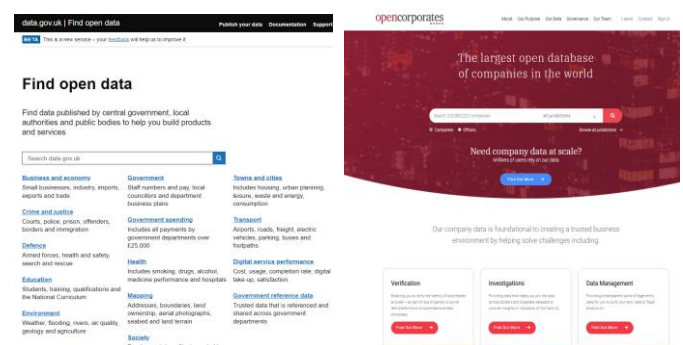 data.gov.uk | Find open data
Publish your data Documentation Support
BETA This is a new service – your feedback will help us to improve it
Find open data
Find data published by central government, local
authorities and public bodies to help you build products
and services
Search data.gov.uk
Business and economy
Small businesses, industry, imports,
exports and trade
Crime and justice
Courts, police, prison, offenders,
borders and immigration
Defence
Armed forces, health and safety,
search and rescue
Education
Students, training, qualifications and
the National Curriculum
Environment
Weather, flooding, rivers, air quality,
geology and agriculture
Government
Staff numbers and pay, local
councillors and department
business plans
Government spending
Includes all payments by
government departments over
£25,000
Health
Includes smoking, drugs, alcohol,
medicine performance and hospitals
Mapping
Addresses, boundaries, land
ownership, aerial photographs,
seabed and land terrain
Society
Towns and cities
Includes housing, urban planning,
leisure, waste and energy,
consumption
Transport
Airports, roads, freight, electric
vehicles, parking, buses and
footpaths
Digital service performance
Cost, usage, completion rate, digital
take-up, satisfaction
Government reference data
Trusted data that is referenced and
shared across government
departments
opencorporates
About Our Purpose Our Data Governance Our Team Latest Contact Sign in
The largest open database
of companies in the world
All jurisdictions
Companies Officers
Browse all jurisdictions →
Need company data at scale?
Millions of users rely on our data
Find Out More →
Our company data is foundational to creating a trusted business
environment by helping solve challenges including:
Verification
Find Out More →
Investigations
Find Out More →
Data Management
Find Out More →